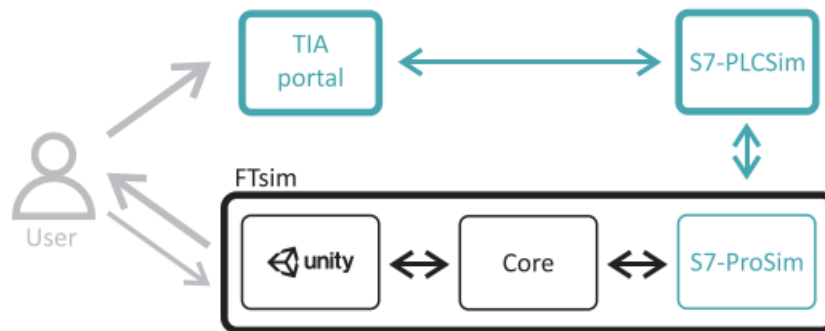 TIA
portal
S7-PLCSim
FTsim
User
unity
Core
S7-ProSim